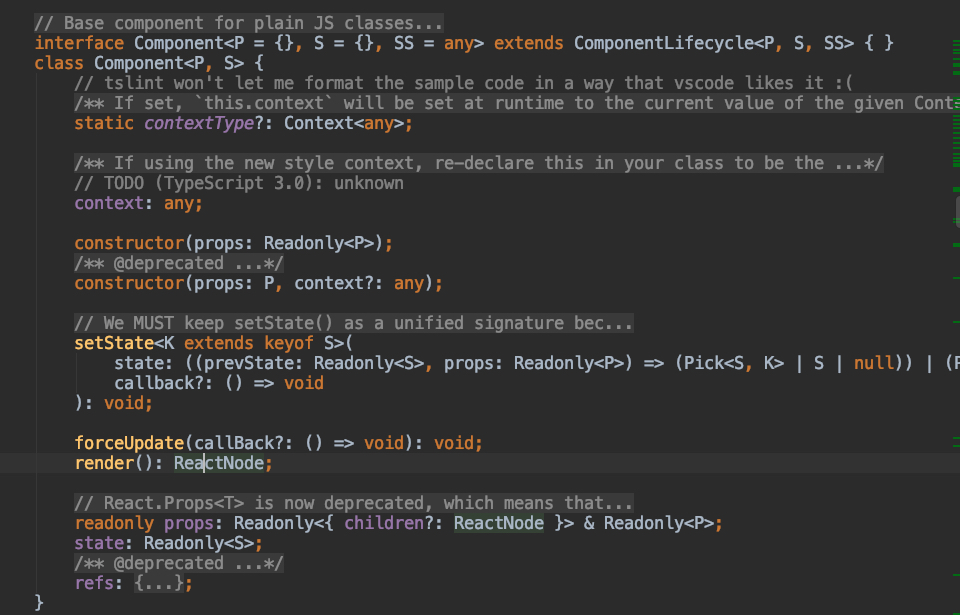 // Base component for plain JS classes...
interface Component<P = {}, S = {}, SS = any> extends ComponentLifecycle<P, S, SS> { }
class Component<P, S> {
// tslint won't let me format the sample code in a way that vscode likes it :(
/** If set, `this.context` will be set at runtime to the current value of the given Cont
static contextType?: Context<any>;
/** If using the new style context, re-declare this in your class to be the ...*/
// TODO (TypeScript 3.0): unknown
context: any;
constructor(props: Readonly<P>);
/** @deprecated ...*/
constructor(props: P, context?: any);
// We MUST keep setState() as a unified signature bec...
setState<K extends keyof S>(
state: ((prevState: Readonly<S>, props: Readonly<P>) => (Pick<S, K> | S | null)) | (P
callback?: () => void
): void;
forceUpdate(callBack?: () => void): void;
render(): ReactNode;
// React.Props<T> is now deprecated, which means that...
readonly props: Readonly<{ children?: ReactNode }> & Readonly<P>;
state: Readonly<S>;
/** @deprecated ...*/
refs: {...};
}